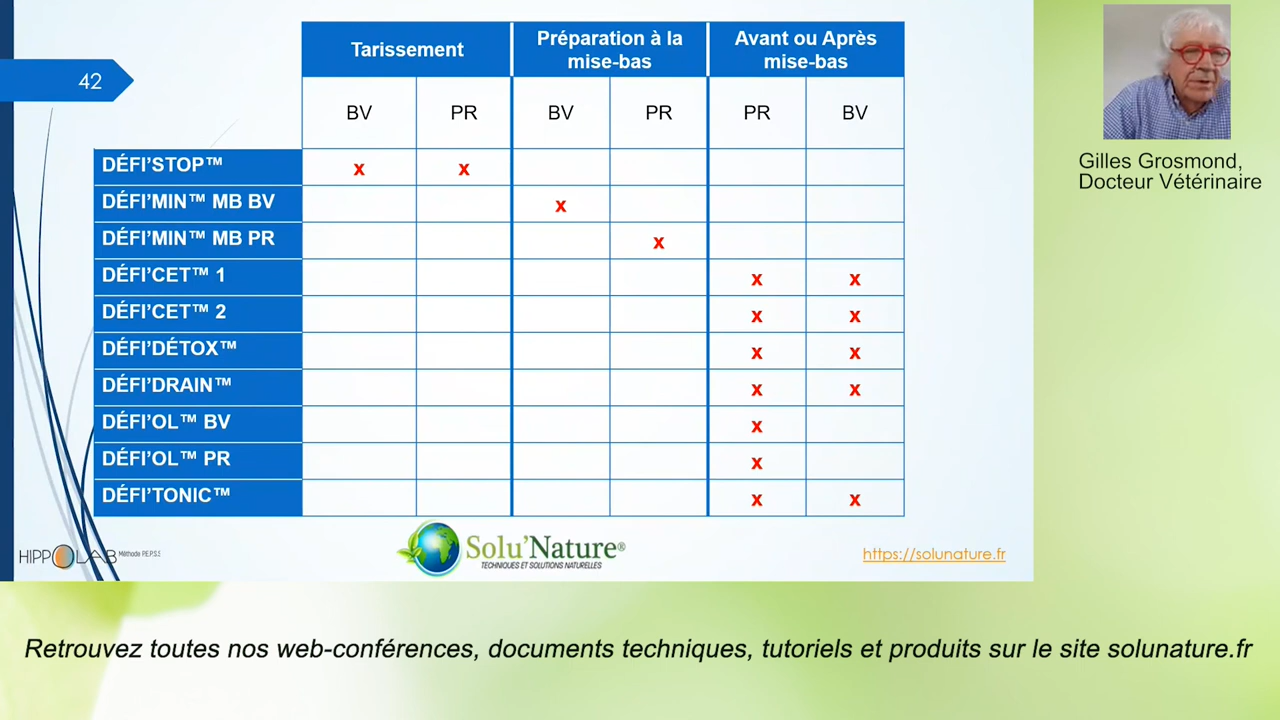 42
Tarissement
Préparation à la
mise-bas
Avant ou Après
mise-bas
BV PR BV PR PR BV
DÉFI'STOP™ x x
DÉFI'MIN™ MB BV x
DÉFI'MIN™ MB PR x
DÉFI'CET™ 1 x x
DÉFI'CET™ 2 x x
DÉFI'DÉTOX™ x x
DÉFI'DRAIN™ x x
DÉFI'OL™ BV x
DÉFI'OL™ PR x
DÉFI'TONIC™ x x
Gilles Grosmond,
Docteur Vétérinaire
HIPPOLAB Méthode P.E.P.S.S
Solu'Nature®
TECHNIQUES ET SOLUTIONS NATURELLES
https://solunature.fr
Retrouvez toutes nos web-conférences, documents techniques, tutoriels et produits sur le site solunature.fr